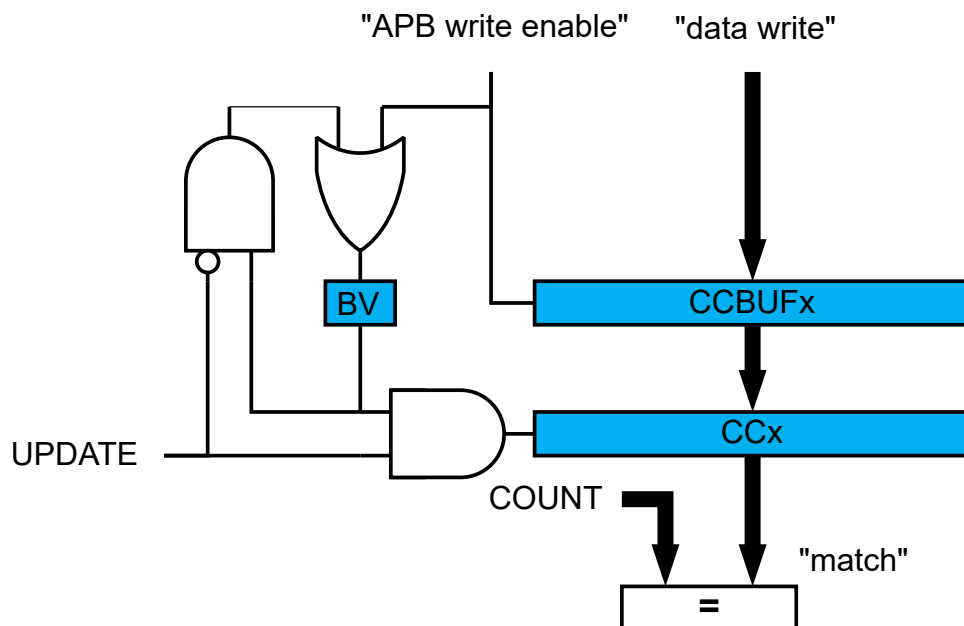 "APB write enable"
"data write"
BV
CCBUFx
CCx
UPDATE
COUNT
"match"
=